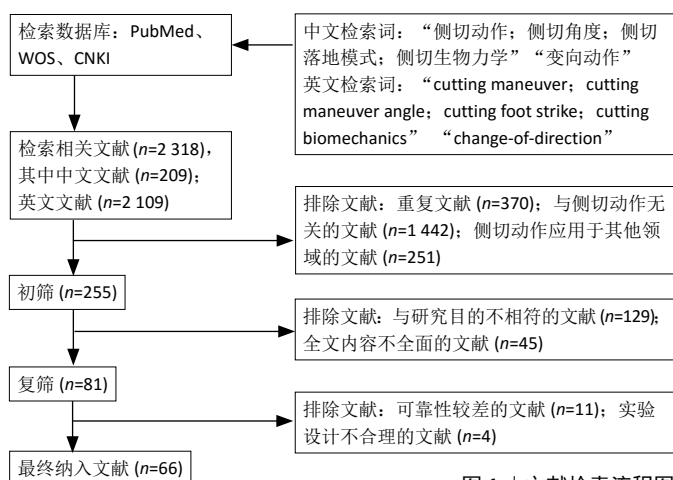 检索数据库：PubMed、
WOS、CNKI
中文检索词：“侧切动作；侧切角度；侧切
落地模式；侧切生物力学”“变向动作”
英文检索词：“cutting maneuver；cutting
maneuver angle；cutting foot strike；cutting
biomechanics” “change-of-direction”
检索相关文献 (n=2 318)，
其中中文文献 (n=209)；
英文文献 (n=2 109)
排除文献：重复文献 (n=370)；与侧切动作无
关的文献 (n=1 442)；侧切动作应用于其他领
域的文献 (n=251)
初筛 (n=255)
排除文献：与研究目的不相符的文献 (n=129)；
全文内容不全面的文献 (n=45)
复筛 (n=81)
排除文献：可靠性较差的文献 (n=11)；实验
设计不合理的文献 (n=4)
最终纳入文献 (n=66)